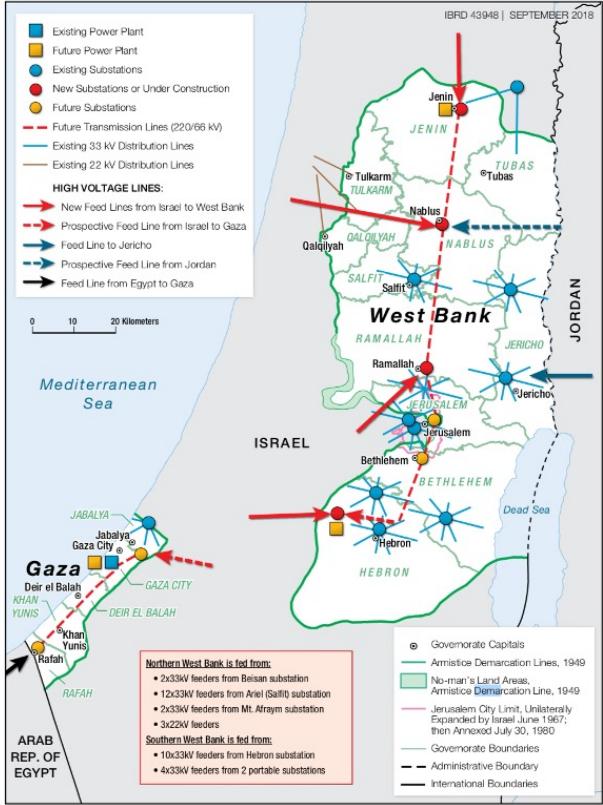 IBRD 43948 | SEPTEMBER 2018
Existing Power Plant
Future Power Plant
Existing Substations
New Substations or Under Construction
Future Substations
Future Transmission Lines (220/66 kV)
Existing 33 kV Distribution Lines
Existing 22 kV Distribution Lines
HIGH VOLTAGE LINES:
New Feed Lines from Israel to West Bank
Prospective Feed Line from Israel to Gaza
Feed Line to Jericho
Prospective Feed Line from Jordan
Feed Line from Egypt to Gaza
0 10 20 Kilometers
Jenin
JENIN
TUBAS
Tubas
Tulkarm
TULKARM
Nablus
NABLUS
Qalqilyah
QALQILYAH
SALFIT
Salfit
West Bank
RAMALLAH
JERICHO
JORDAN
Ramallah
Jericho
JERUSALEM
Jerusalem
Mediterranean
Sea
ISRAEL
Bethlehem
BETHLEHEM
Dead Sea
Hebron
HEBRON
JABALYA
Jabalya
Gaza City
Gaza
GAZA CITY
Deir el Balah
DEIR EL BALAH
KHAN
YUNIS
Khan
Yunis
Rafah
RAFAH
ARAB
REP. OF
EGYPT
Northern West Bank is fed from:
• 2x33kV feeders from Beisan substation
• 12x33kV feeders from Ariel (Salfit) substation
• 2x33kV feeders from Mt. Afraym substation
• 3x22kV feeders
Southern West Bank is fed from:
• 10x33kV feeders from Hebron substation
• 4x33kV feeders from 2 portable substations
Governorate Capitals
Armistice Demarcation Lines, 1949
No-man's Land Areas,
Armistice Demarcation Line, 1949
Jerusalem City Limit, Unilaterally
Expanded by Israel June 1967;
then Annexed July 30, 1980
Governorate Boundaries
Administrative Boundary
International Boundaries